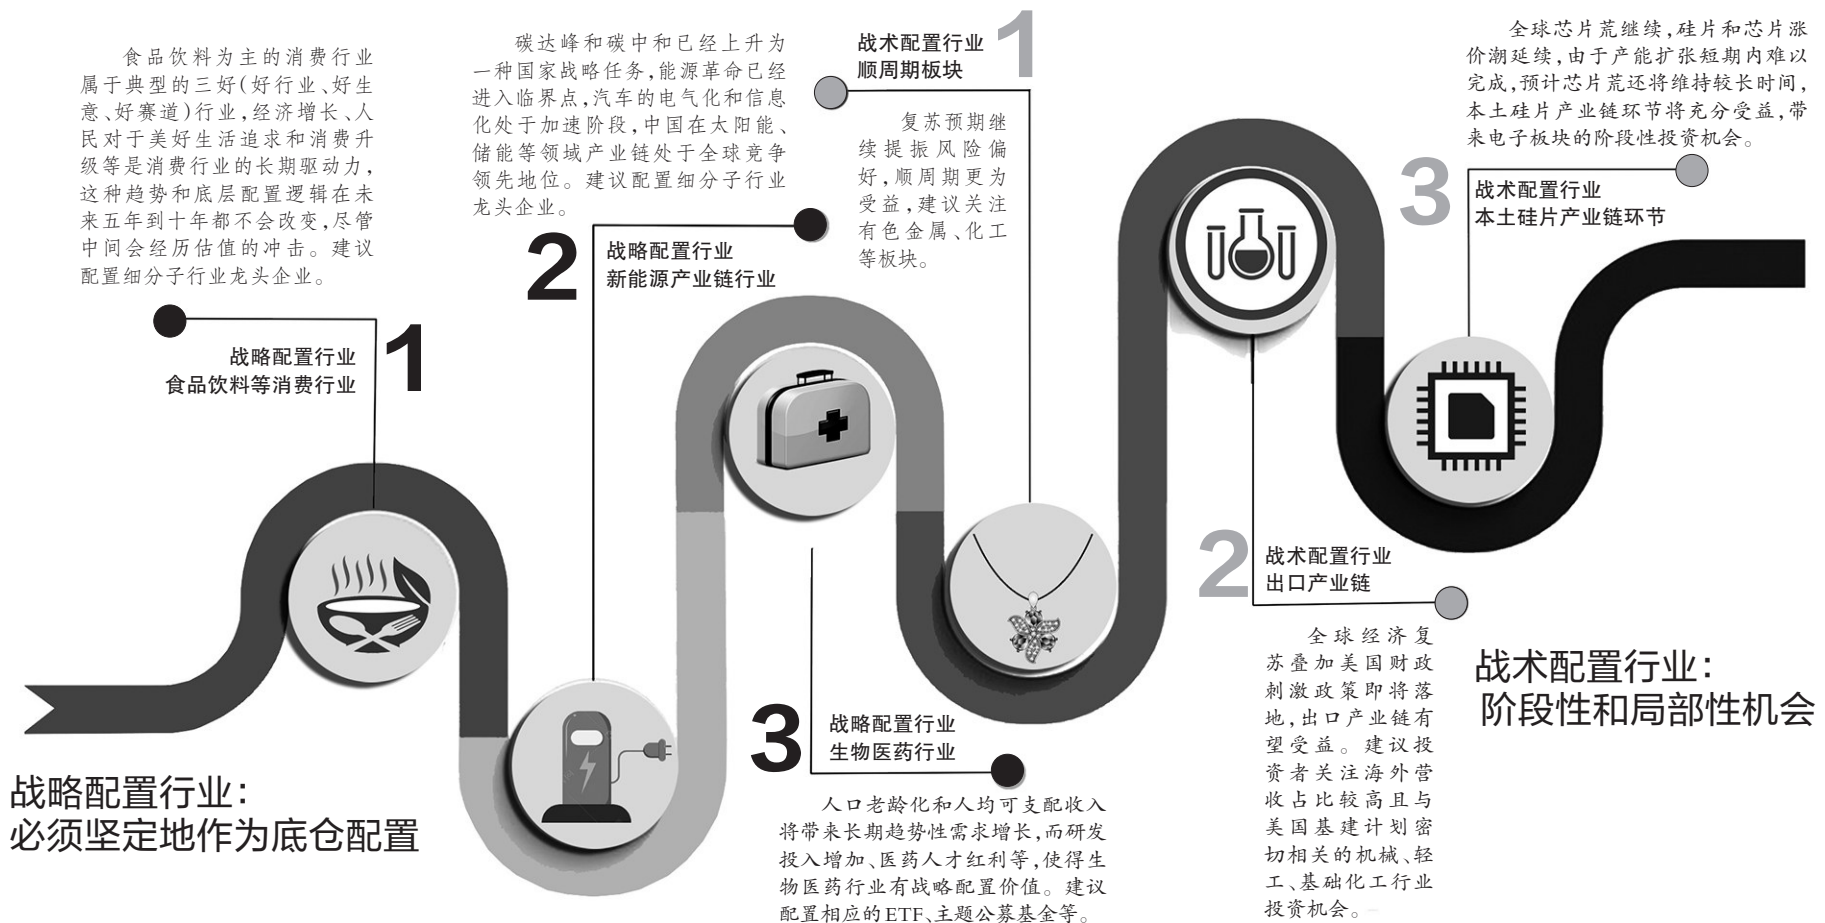 食品饮料为主的消费行业
属于典型的三好(好行业、好生
意、好赛道)行业,经济增长、人
民对于美好生活追求和消费升
级等是消费行业的长期驱动力,
这种趋势和底层配置逻辑在未
来五年到十年都不会改变,尽管
中间会经历估值的冲击。建议
配置细分子行业龙头企业。
1
战略配置行业
食品饮料等消费行业
碳达峰和碳中和已经上升为
一种国家战略任务,能源革命已经
进入临界点,汽车的电气化和信息
化处于加速阶段,中国在太阳能、
储能等领域产业链处于全球竞争
领先地位。建议配置细分子行业
龙头企业。
2
战略配置行业
新能源产业链行业
3
战略配置行业
生物医药行业
人口老龄化和人均可支配收入
将带来长期趋势性需求增长,而研发
投入增加、医药人才红利等,使得生
物医药行业有战略配置价值。建议
配置相应的ETF、主题公募基金等。
战略配置行业:
必须坚定地作为底仓配置
1
战术配置行业
顺周期板块
复苏预期继
续提振风险偏
好,顺周期更为
受益,建议关注
有色金属、化工
等板块。
2
战术配置行业
出口产业链
全球经济复
苏叠加美国财政
刺激政策即将落
地,出口产业链有
望受益。建议投
资者关注海外营
收占比较高且与
美国基建计划密
切相关的机械、轻
工、基础化工行业
投资机会。
全球芯片荒继续,硅片和芯片涨
价潮延续,由于产能扩张短期内难以
完成,预计芯片荒还将维持较长时间,
本土硅片产业链环节将充分受益,带
来电子板块的阶段性投资机会。
3
战术配置行业
本土硅片产业链环节
战术配置行业:
阶段性和局部性机会